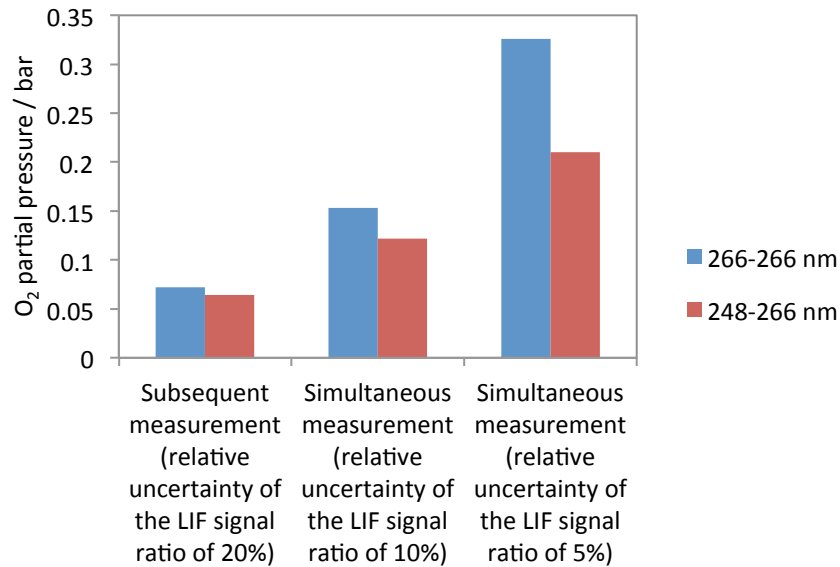 O₂ partial pressure / bar
0.35
0.3
0.25
0.2
0.15
0.1
0.05
0
Subsequent
measurement
(relative
uncertainty of
the LIF signal
ratio of 20%)
Simultaneous
measurement
(relative
uncertainty of
the LIF signal
ratio of 10%)
Simultaneous
measurement
(relative
uncertainty of
the LIF signal
ratio of 5%)
266-266 nm
248-266 nm